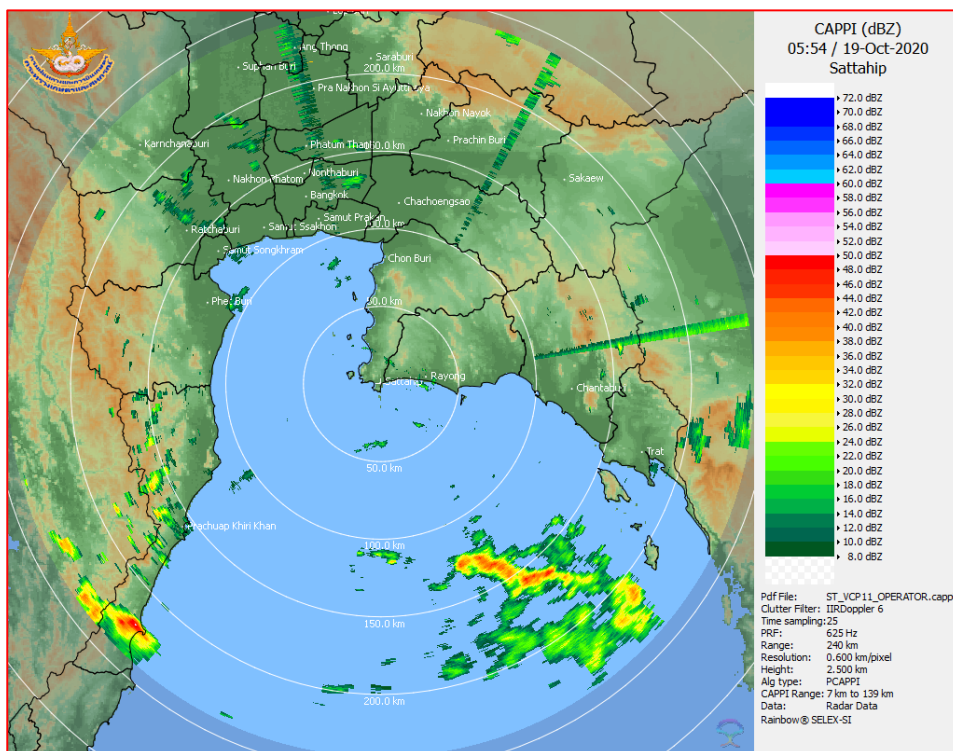 CAPPI (dBZ)
05:54 / 19-Oct-2020
Sattahip
72.0 dBZ
70.0 dBZ
68.0 dBZ
66.0 dBZ
64.0 dBZ
62.0 dBZ
60.0 dBZ
58.0 dBZ
56.0 dBZ
54.0 dBZ
52.0 dBZ
50.0 dBZ
48.0 dBZ
46.0 dBZ
44.0 dBZ
42.0 dBZ
40.0 dBZ
38.0 dBZ
36.0 dBZ
34.0 dBZ
32.0 dBZ
30.0 dBZ
28.0 dBZ
26.0 dBZ
24.0 dBZ
22.0 dBZ
20.0 dBZ
18.0 dBZ
16.0 dBZ
14.0 dBZ
12.0 dBZ
10.0 dBZ
8.0 dBZ
Pdf File: ST_VCP11_OPERATOR.capp
Clutter Filter: IIRDoppler 6
Time sampling:25
PRF: 625 Hz
Range: 240 km
Resolution: 0.600 km/pixel
Height: 2.500 km
Alg type: PCAPPI
CAPPI Range: 7 km to 139 km
Data: Radar Data
Rainbow® SELEX-SI
Ang Thong
Saraburi
Suphan Buri
200.0 km
Pra Nakhon Si Ayutthaya
Nakhon Nayok
Karnchanaburi
Prachin Buri
Phatum Thani
150.0 km
Nonthaburi
Nakhon Phatom
Sakaew
Bangkok
Chachoengsao
Samut Prakan
Ratchaburi
Samut Ssakhon
100.0 km
Samut Songkhram
Chon Buri
Phet Buri
50.0 km
Rayong
Sattahip
Chantaburi
Trat
50.0 km
Prachuap Khiri Khan
100.0 km
150.0 km
200.0 km